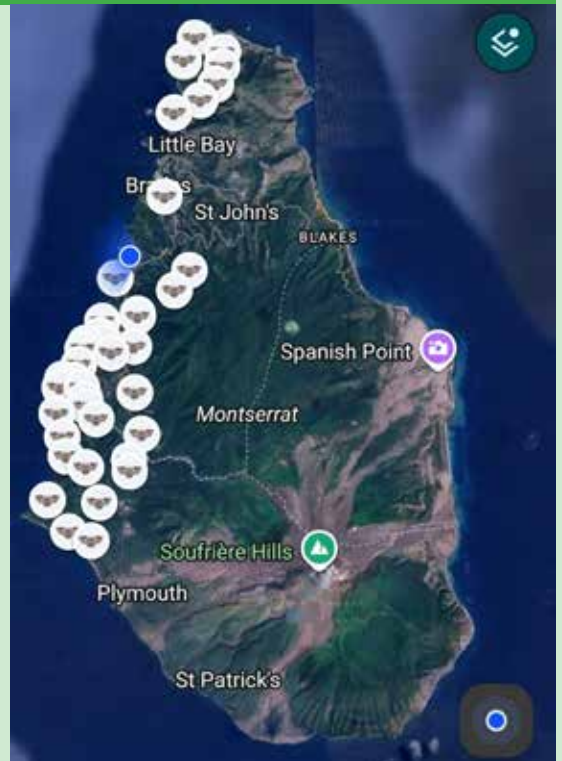 Little Bay
St John's
BLAKES
Spanish Point
Montserrat
Soufrière Hills
Plymouth
St Patrick's